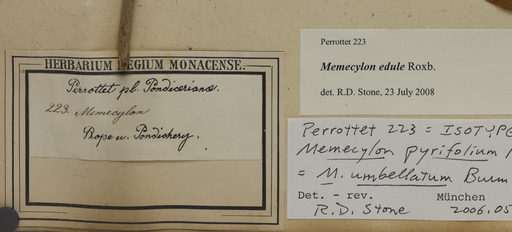 HERBARIUM REGIUM MONACENSE.
Perrottet pl. Pondicerianae.
223. Memecylon
Prope u. Pondichery.
Perrottet 223
Memecylon edule Roxb.
det. R.D. Stone, 23 July 2008
Perrottet 223 = ISOTYPE
Memecylon pyrifolium
= M. umbellatum Burm
Det. - rev. München
R.D. Stone 2006.05